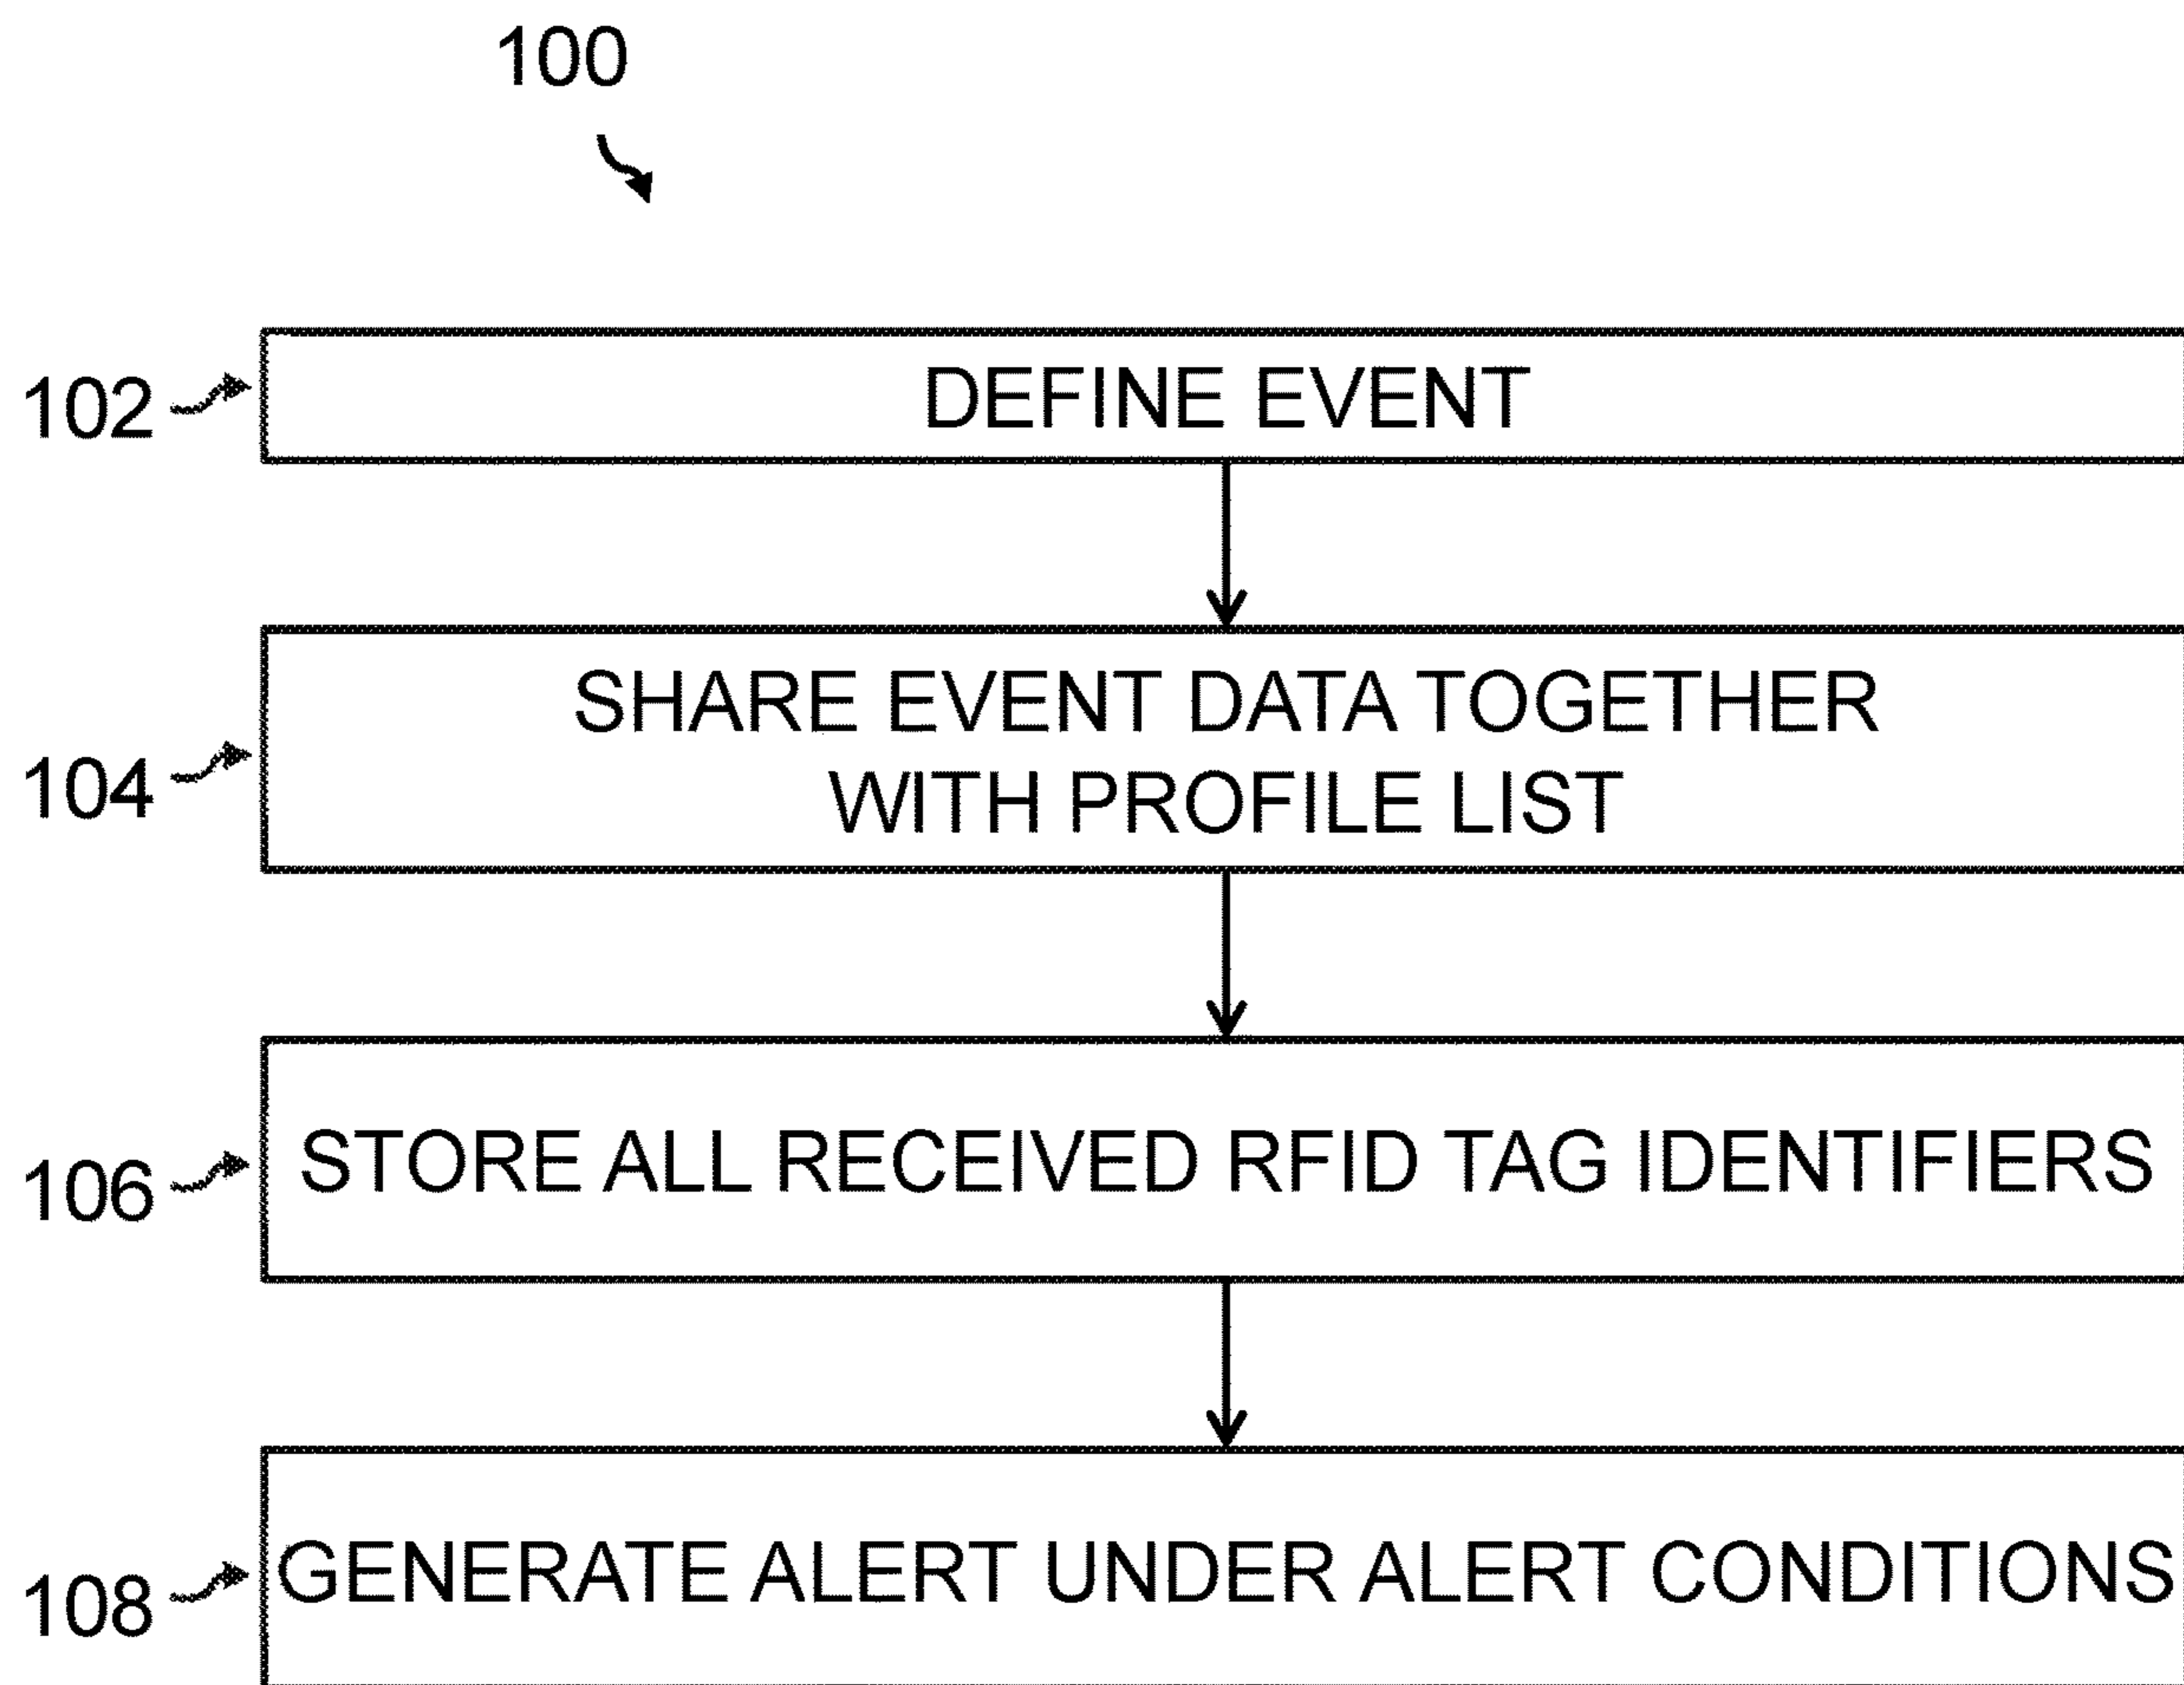 100
102
DEFINE EVENT
104
SHARE EVENT DATA TOGETHER
WITH PROFILE LIST
106
STORE ALL RECEIVED RFID TAG IDENTIFIERS
108
GENERATE ALERT UNDER ALERT CONDITIONS